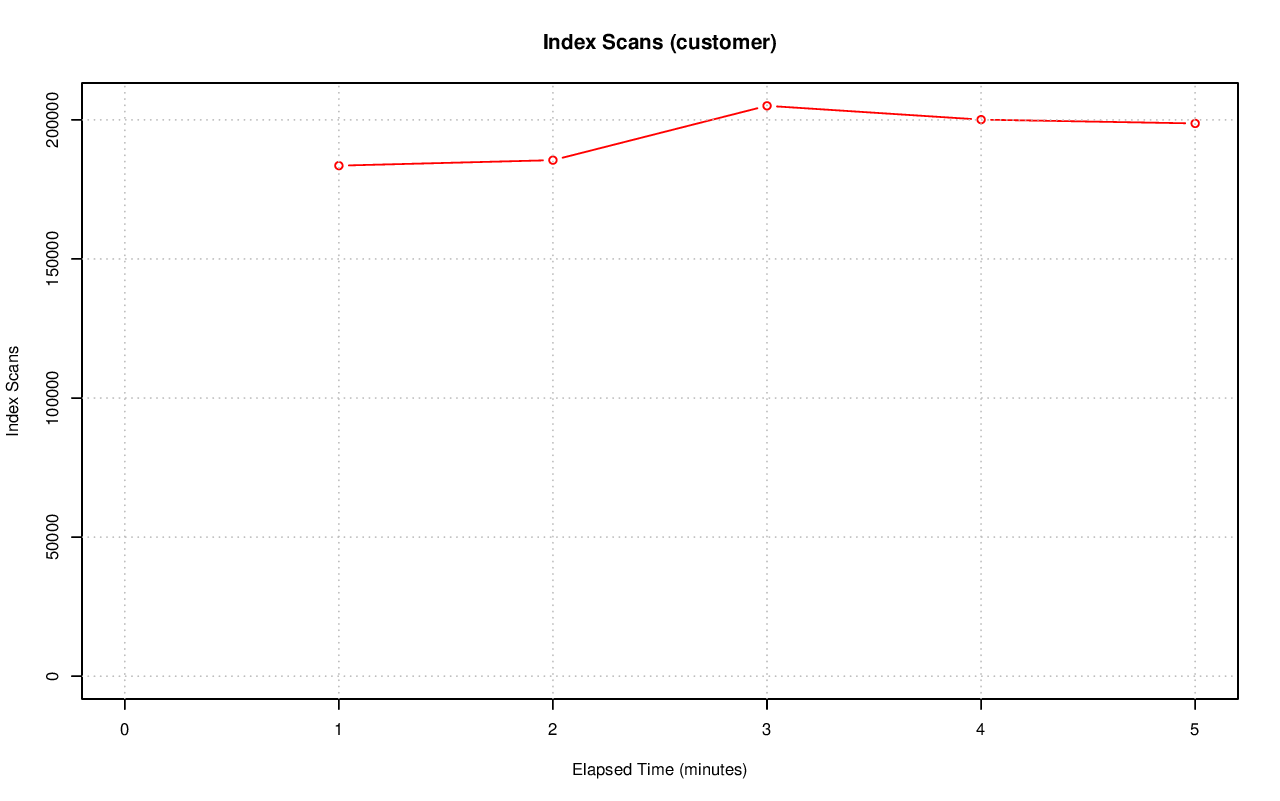 Index Scans (customer)
Index Scans
200000
150000
100000
50000
0
0 1 2 3 4 5
Elapsed Time (minutes)